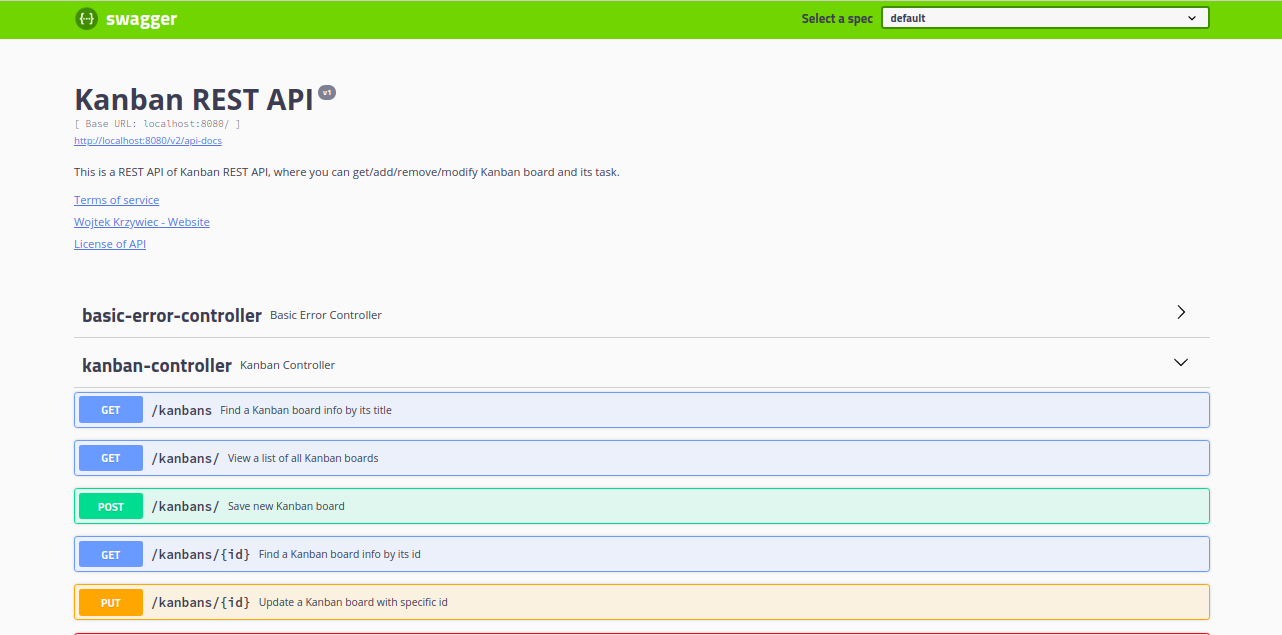 {···} swagger Select a spec default
Kanban REST API v1
[ Base URL: localhost:8080/ ]
http://localhost:8080/v2/api-docs
This is a REST API of Kanban REST API, where you can get/add/remove/modify Kanban board and its task.
Terms of service
Wojtek Krzywiec - Website
License of API
basic-error-controller Basic Error Controller
kanban-controller Kanban Controller
GET /kanbans Find a Kanban board info by its title
GET /kanbans/ View a list of all Kanban boards
POST /kanbans/ Save new Kanban board
GET /kanbans/{id} Find a Kanban board info by its id
PUT /kanbans/{id} Update a Kanban board with specific id